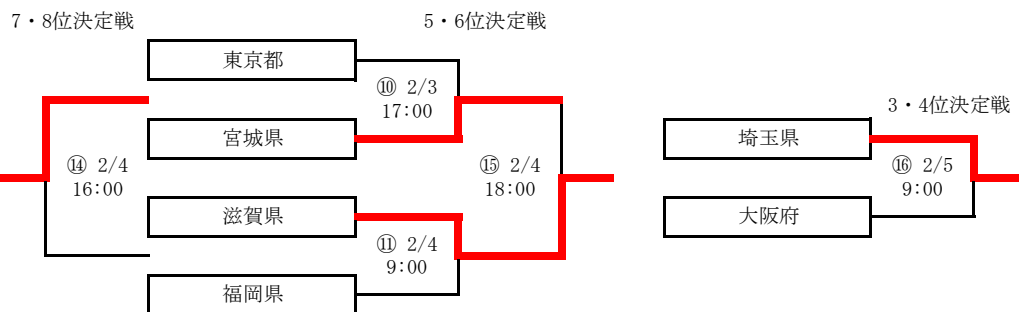 7・8位決定戦
5・6位決定戦
東京都
⑩ 2/3
17:00
3・4位決定戦
宮城県
埼玉県
⑭ 2/4
16:00
⑮ 2/4
18:00
⑯ 2/5
9:00
滋賀県
大阪府
⑪ 2/4
9:00
福岡県